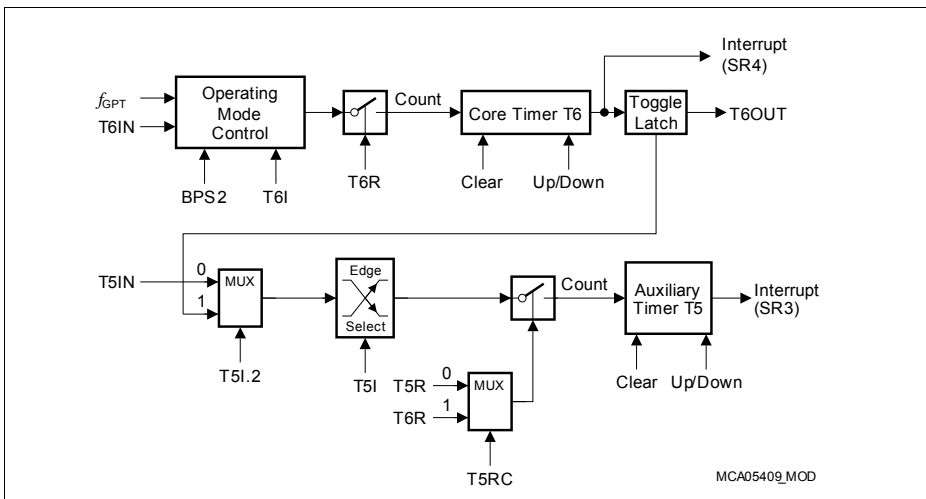 Interrupt
(SR4)
fGPT
T6IN
Operating
Mode
Control
Count
Core Timer T6
Toggle
Latch
T6OUT
BPS2
T6I
T6R
Clear
Up/Down
T5IN
0
1
MUX
Edge
Select
Count
Auxiliary
Timer T5
Interrupt
(SR3)
T5I.2
T5I
T5R
0
T6R
1
MUX
Clear
Up/Down
T5RC
MCA05409_MOD